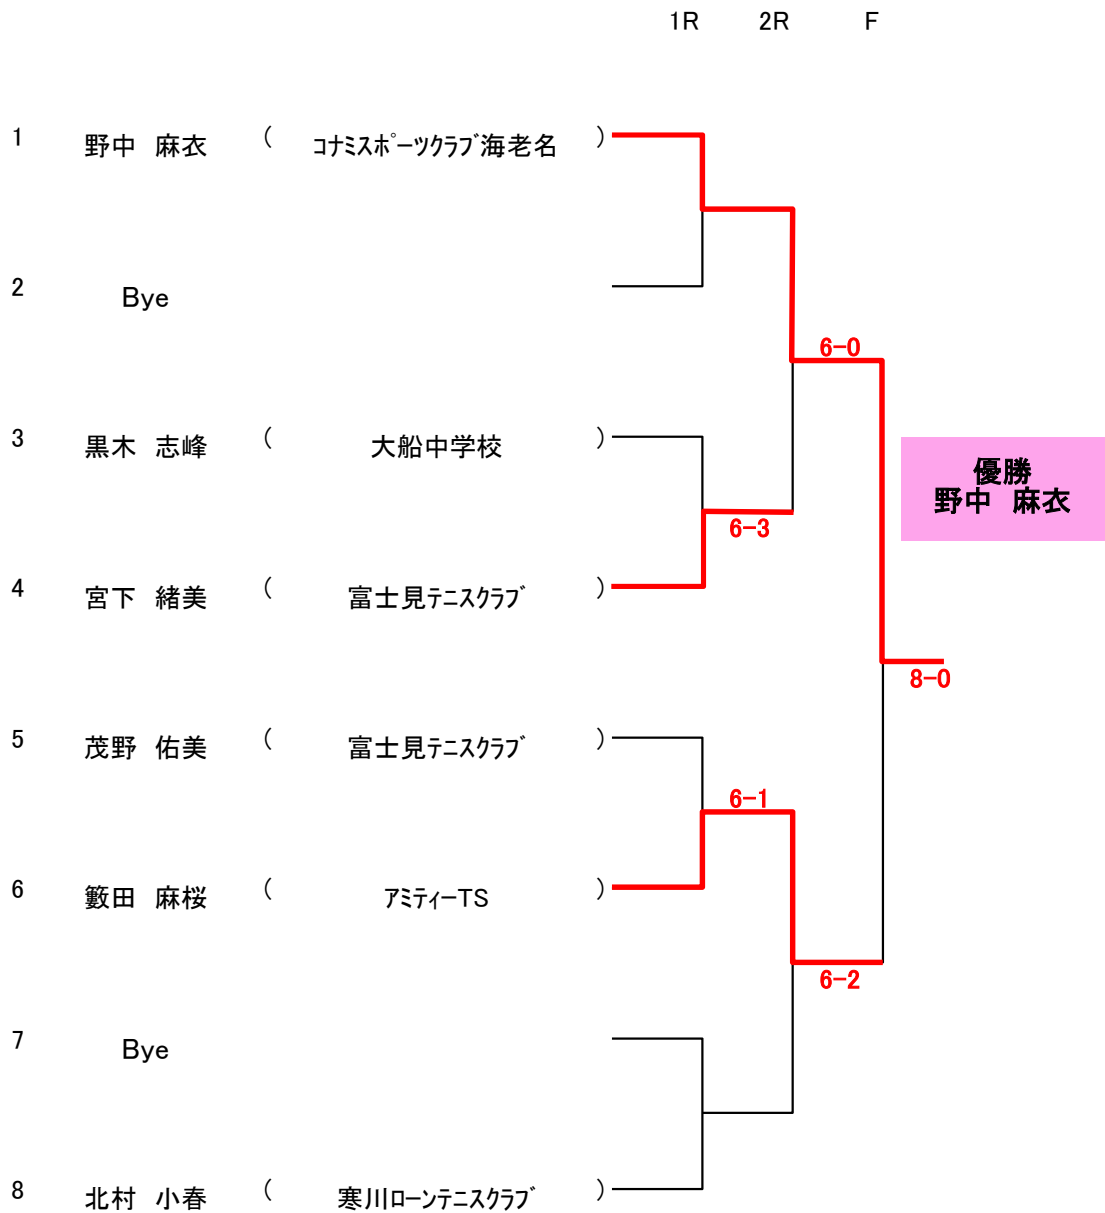 1R 2R F
1 野中 麻衣 ( コナミスポーツクラブ海老名 )
2 Bye
6-0
3 黒木 志峰 ( 大船中学校 )
優勝
野中 麻衣
6-3
4 宮下 緒美 ( 富士見テニスクラブ )
8-0
5 茂野 佑美 ( 富士見テニスクラブ )
6-1
6 籔田 麻桜 ( アミティーTS )
6-2
7 Bye
8 北村 小春 ( 寒川ローンテニスクラブ )